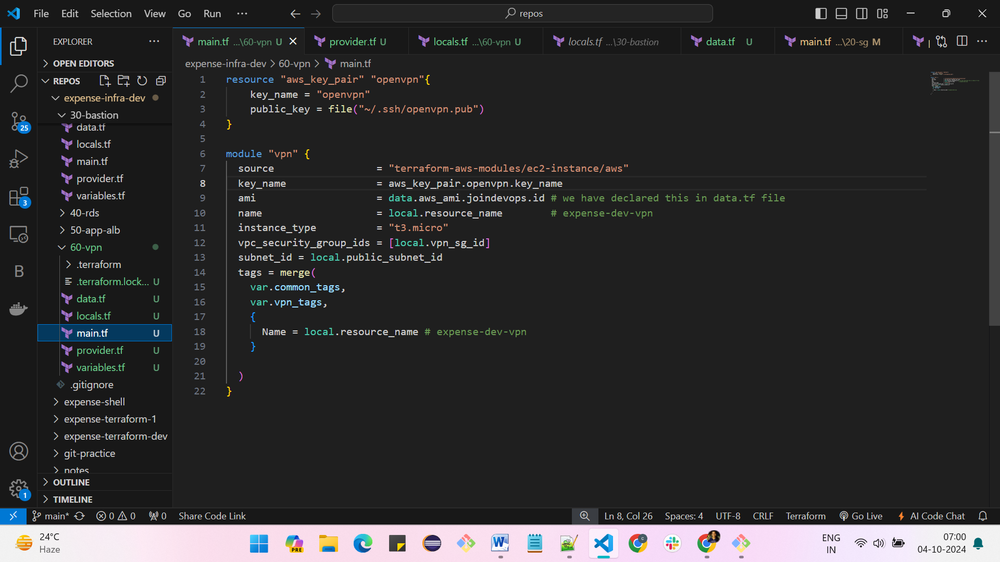 File Edit Selection View Go Run ···
repos
EXPLORER ···
OPEN EDITORS
REPOS
expense-infra-dev
30-bastion
data.tf
locals.tf
main.tf
provider.tf
variables.tf
40-rds
50-app-alb
60-vpn
.terraform
.terraform.lock... U
data.tf U
locals.tf U
main.tf U
provider.tf U
variables.tf U
.gitignore
expense-shell
expense-terraform-1
expense-terraform-dev
git-practice
notes
OUTLINE
TIMELINE
25
3
B
1
main.tf ...\60-vpn U
provider.tf U
locals.tf ...\60-vpn U
locals.tf ...\30-bastion
data.tf U
main.tf ...\20-sg M
expense-infra-dev > 60-vpn > main.tf
1 resource "aws_key_pair" "openvpn"{
2 key_name = "openvpn"
3 public_key = file("~/.ssh/openvpn.pub")
4 }
5
6 module "vpn" {
7 source = "terraform-aws-modules/ec2-instance/aws"
8 key_name = aws_key_pair.openvpn.key_name
9 ami = data.aws_ami.joindevops.id # we have declared this in data.tf file
10 name = local.resource_name # expense-dev-vpn
11 instance_type = "t3.micro"
12 vpc_security_group_ids = [local.vpn_sg_id]
13 subnet_id = local.public_subnet_id
14 tags = merge(
15 var.common_tags,
16 var.vpn_tags,
17 {
18 Name = local.resource_name # expense-dev-vpn
19 }
20
21 )
22 }
main* 0 0 0 Share Code Link
Ln 8, Col 26 Spaces: 4 UTF-8 CRLF Terraform Go Live AI Code Chat
24°C
Haze
PRE
ENG
IN
07:00
04-10-2024